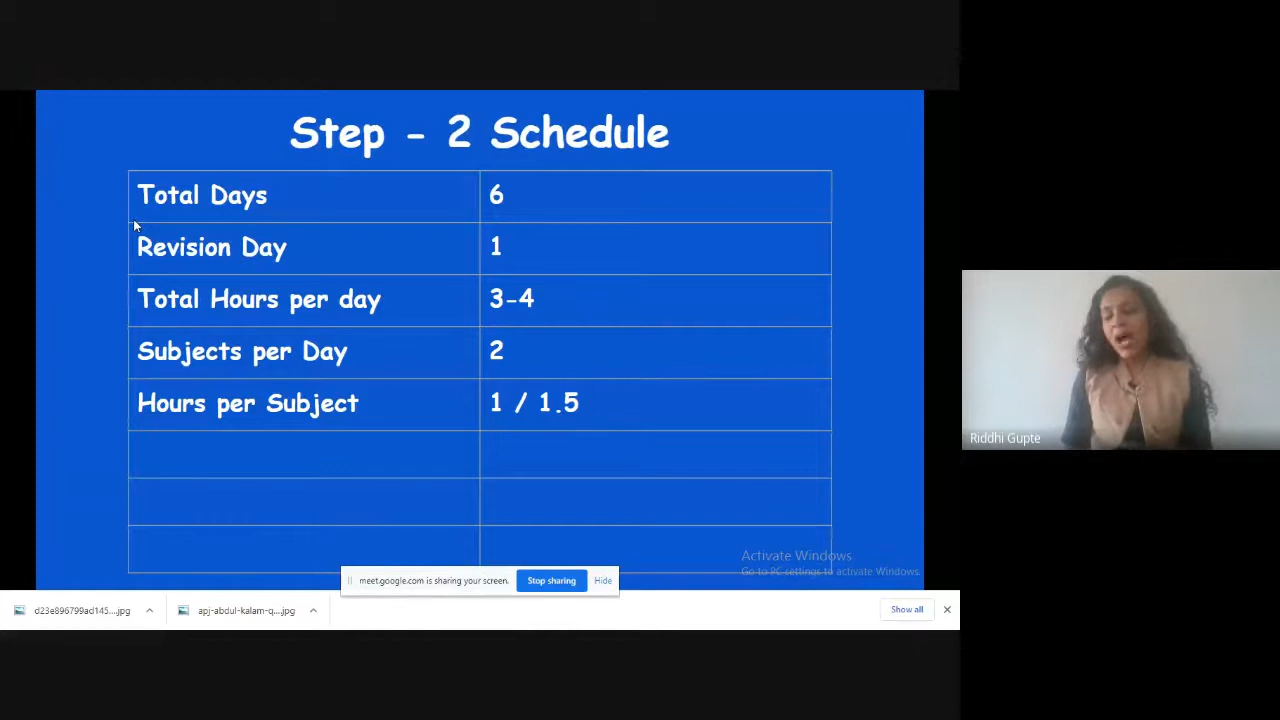 Step - 2 Schedule
Total Days 6
Revision Day 1
Total Hours per day 3-4
Subjects per Day 2
Hours per Subject 1 / 1.5
Riddhi Gupte
Activate Windows
Go to PC settings to activate Windows.
meet.google.com is sharing your screen. Stop sharing Hide
d23e896799ad145....jpg apj-abdul-kalam-q....jpg Show all